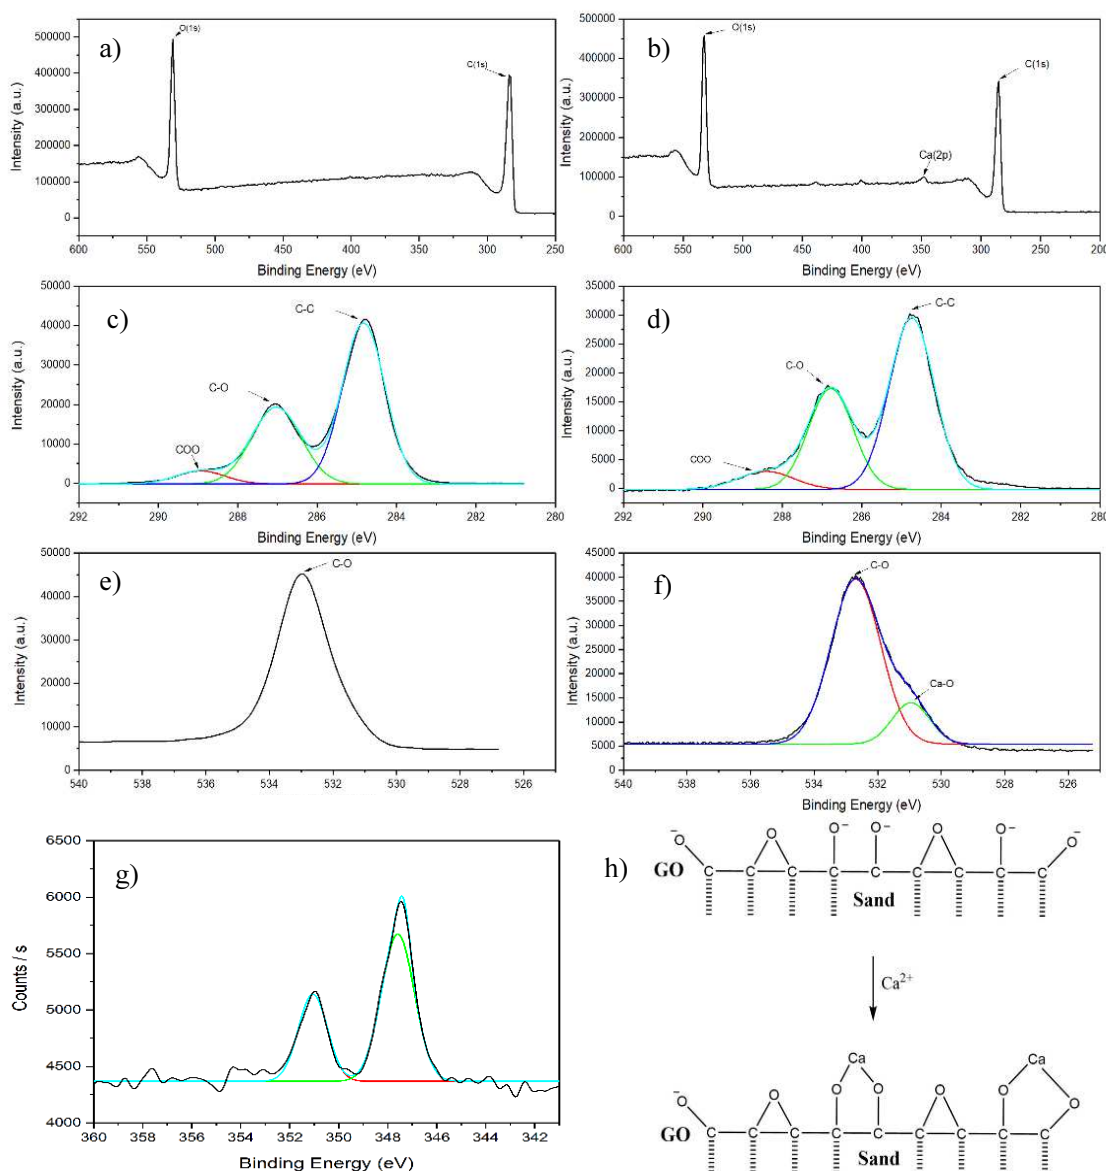 a)
O(1s)
C(1s)
Intensity (a.u.)
500000
400000
300000
200000
100000
0
600 550 500 450 400 350 300 250
Binding Energy (eV)
b)
O(1s)
C(1s)
Ca(2p)
Intensity (a.u.)
500000
400000
300000
200000
100000
0
600 550 500 450 400 350 300 250 200
Binding Energy (eV)
c)
C-C
C-O
COO
Intensity (a.u.)
50000
40000
30000
20000
10000
0
292 290 288 286 284 282 280
Binding Energy (eV)
d)
C-C
C-O
COO
Intensity (a.u.)
35000
30000
25000
20000
15000
10000
5000
0
292 290 288 286 284 282 280
Binding Energy (eV)
e)
C-O
Intensity (a.u.)
50000
40000
30000
20000
10000
0
540 538 536 534 532 530 528 526
f)
C-O
Ca-O
Intensity (a.u.)
45000
40000
35000
30000
25000
20000
15000
10000
5000
0
540 538 536 534 532 530 528 526
Binding Energy (eV)
g)
Counts / s
6500
6000
5500
5000
4500
4000
360 358 356 354 352 350 348 346 344 342
Binding Energy (eV)
h)
−O O O− O− O O− O−
GO C C C C C C C C C
Sand
Ca²⁺
Ca Ca
−O O O O O O O
GO C C C C C C C C C
Sand